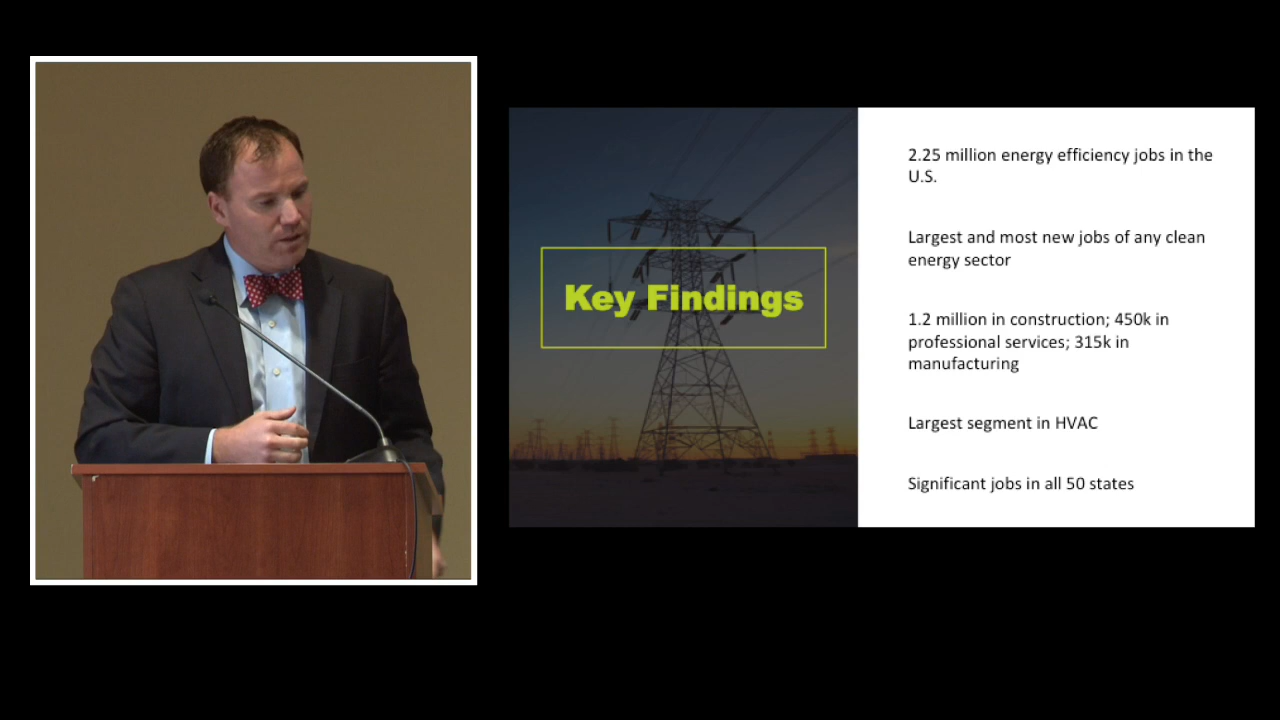 Key Findings
2.25 million energy efficiency jobs in the
U.S.
Largest and most new jobs of any clean
energy sector
1.2 million in construction; 450k in
professional services; 315k in
manufacturing
Largest segment in HVAC
Significant jobs in all 50 states